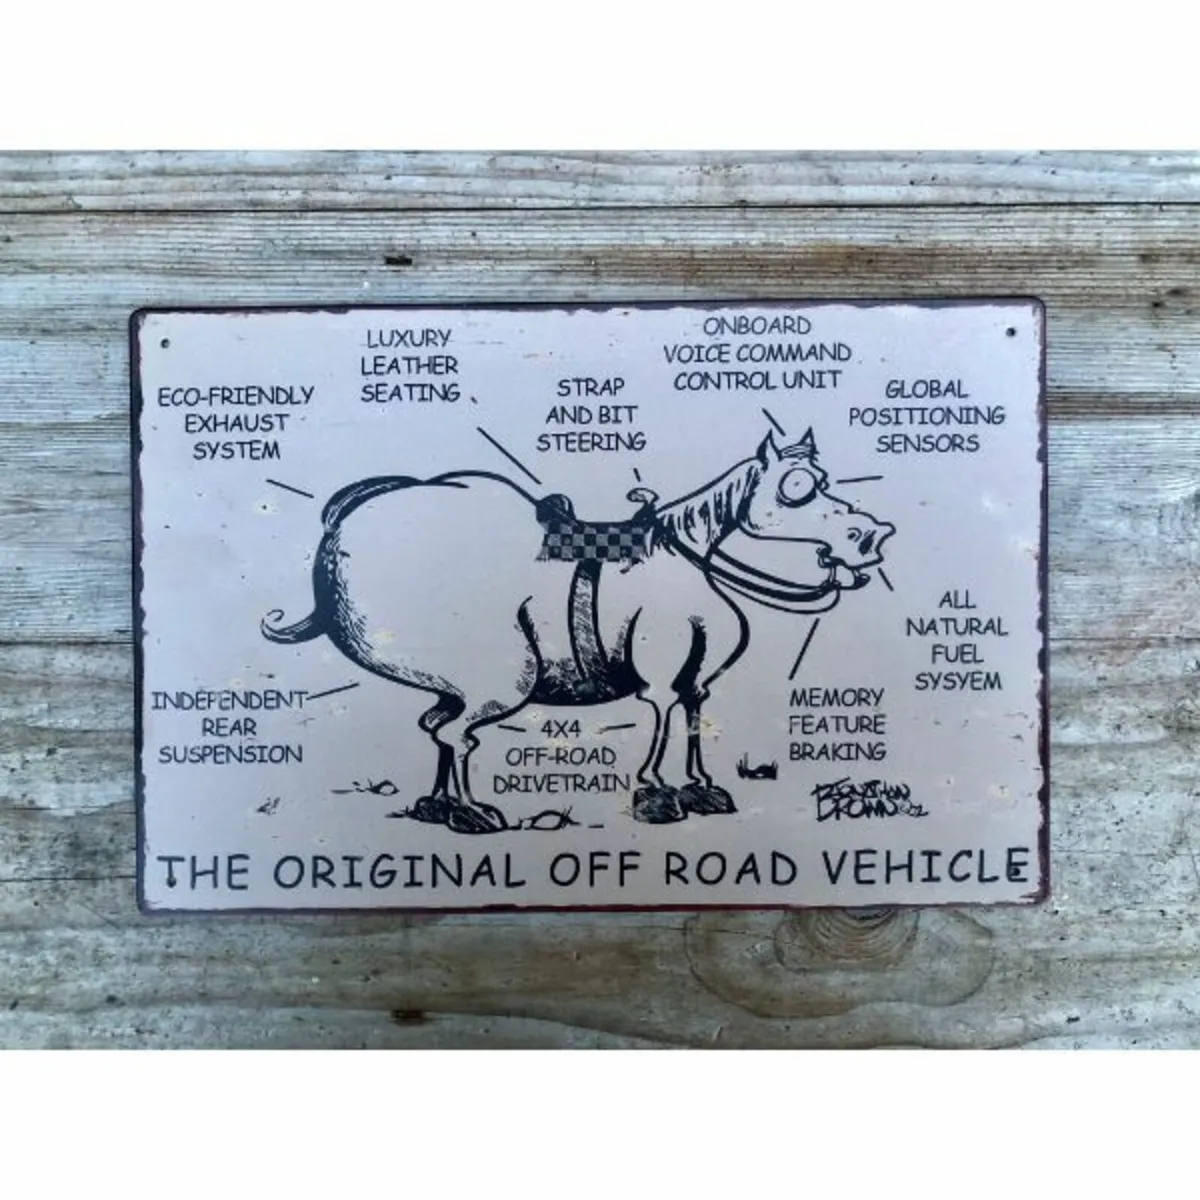 LUXURY
LEATHER
SEATING
ONBOARD
VOICE COMMAND
CONTROL UNIT
ECO-FRIENDLY
EXHAUST
SYSTEM
STRAP
AND BIT
STEERING
GLOBAL
POSITIONING
SENSORS
ALL
NATURAL
FUEL
SYSYEM
INDEPENDENT
REAR
SUSPENSION
4X4
OFF-ROAD
DRIVETRAIN
MEMORY
FEATURE
BRAKING
BROWN
THE ORIGINAL OFF ROAD VEHICLE